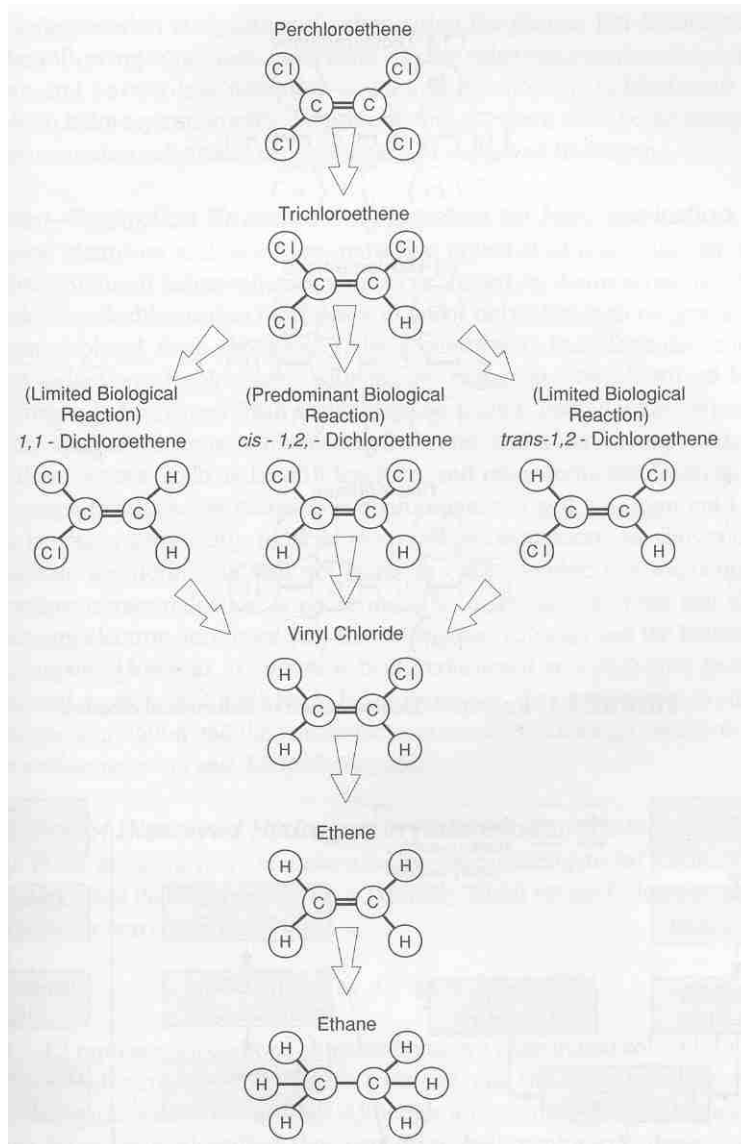 Perchloroethene
Cl Cl
C C
Cl Cl
Trichloroethene
Cl Cl
C C
Cl H
(Limited Biological
Reaction)
1,1 - Dichloroethene
(Predominant Biological
Reaction)
cis - 1,2, - Dichloroethene
(Limited Biological
Reaction)
trans-1,2 - Dichloroethene
Cl H
C C
Cl H
Cl Cl
C C
H H
H Cl
C C
Cl H
Vinyl Chloride
H Cl
C C
H H
Ethene
H H
C C
H H
Ethane
H H
H C C H
H H